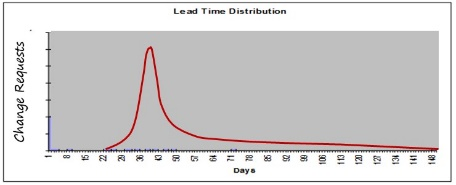 Lead Time Distribution
Change Requests
1 8 15 22 29 36 43 50 57 64 71 78 85 92 99 106 113 120 127 134 141 148
Days